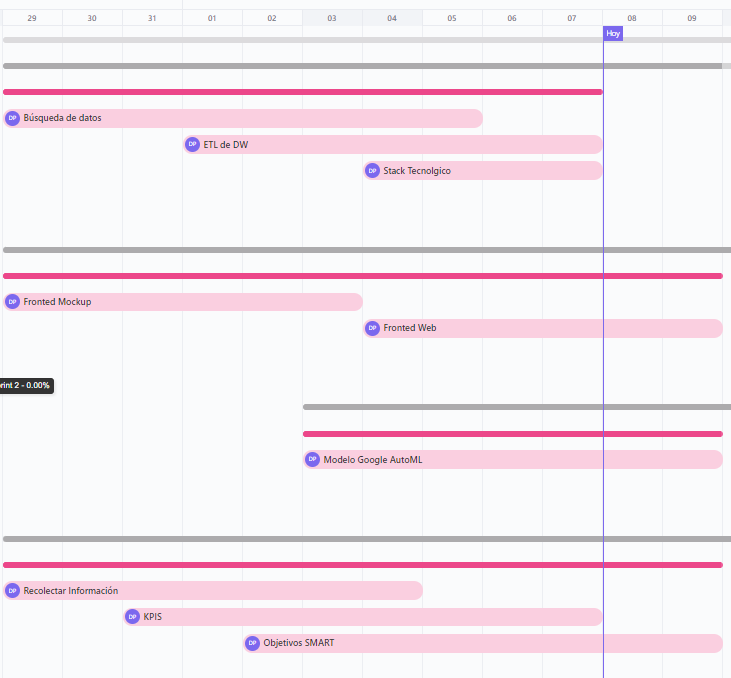 29 30 31 01 02 03 04 05 06 07 08 09
Hoy
DP Búsqueda de datos
DP ETL de DW
DP Stack Tecnolgico
DP Fronted Mockup
DP Fronted Web
rint 2 - 0.00%
DP Modelo Google AutoML
DP Recolectar Información
DP KPIS
DP Objetivos SMART